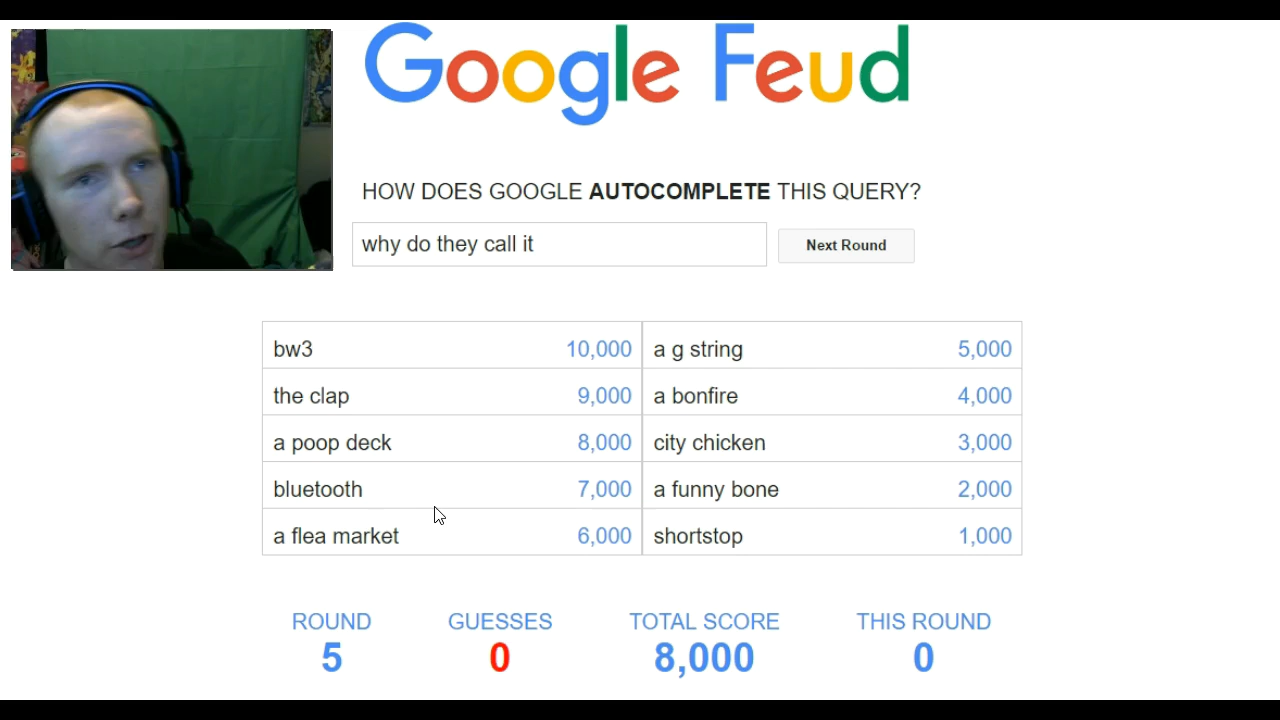 Google Feud
HOW DOES GOOGLE AUTOCOMPLETE THIS QUERY?
why do they call it
Next Round
bw3 10,000 a g string 5,000
the clap 9,000 a bonfire 4,000
a poop deck 8,000 city chicken 3,000
bluetooth 7,000 a funny bone 2,000
a flea market 6,000 shortstop 1,000
ROUND GUESSES TOTAL SCORE THIS ROUND
5 0 8,000 0